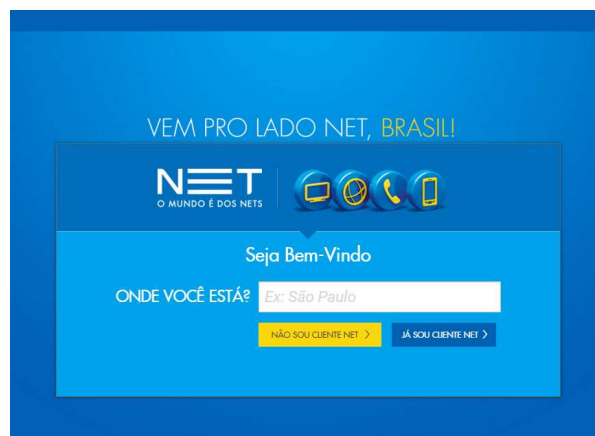 VEM PRO LADO NET, BRASIL!
NET
O MUNDO É DOS NETS
Seja Bem-Vindo
ONDE VOCÊ ESTÁ? Ex: São Paulo
NÃO SOU CLIENTE NET > JÁ SOU CLIENTE NET >